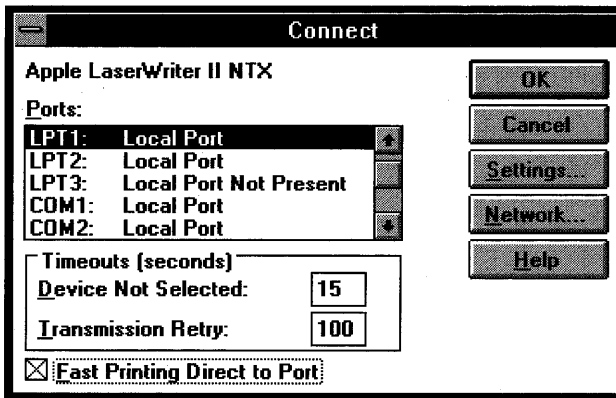 Connect
Apple LaserWriter II NTX
Ports:
LPT1: Local Port
LPT2: Local Port
LPT3: Local Port Not Present
COM1: Local Port
COM2: Local Port
Timeouts (seconds)
Device Not Selected: 15
Transmission Retry: 100
Fast Printing Direct to Port
OK
Cancel
Settings...
Network...
Help